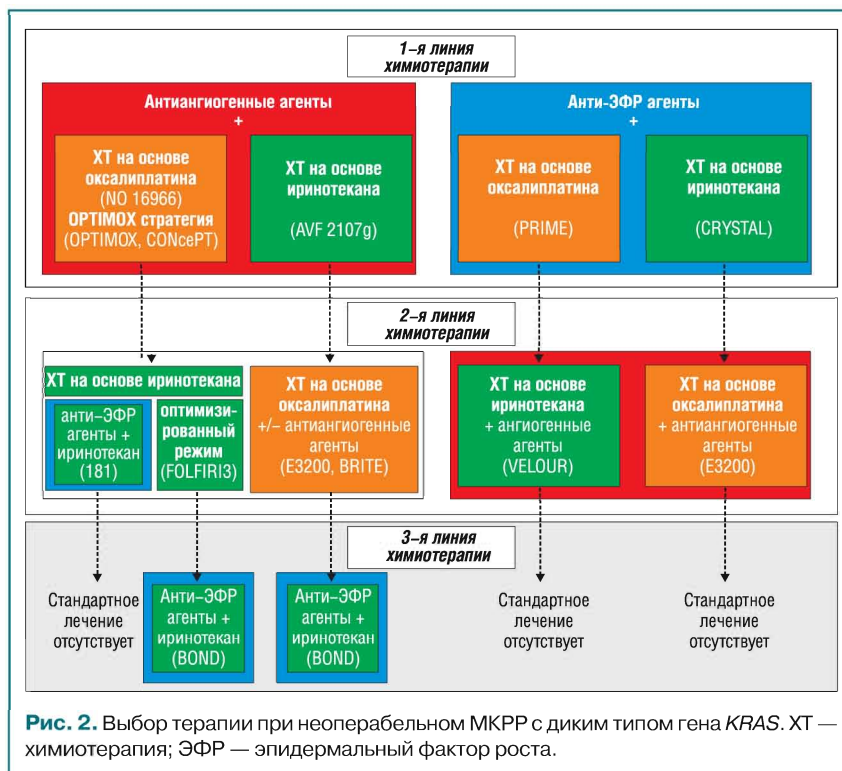 1–я линия
химиотерапии
Антиангиогенные агенты
+
ХТ на основе
оксалиплатина
(NO 16966)
OPTIMOX стратегия
(OPTIMOX, CONcePT)
ХТ на основе
иринотекана
(AVF 2107g)
Анти-ЭФР агенты
+
ХТ на основе
оксалиплатина
(PRIME)
ХТ на основе
иринотекана
(CRYSTAL)
2–я линия
химиотерапии
ХТ на основе иринотекана
анти–ЭФР
агенты +
иринотекан
(181)
оптимизи-
рованный
режим
(FOLFIRI3)
ХТ на основе
оксалиплатина
+/– антиангиогенные
агенты
(E3200, BRITE)
ХТ на основе
иринотекана
+ ангиогенные
агенты
(VELOUR)
ХТ на основе
оксалиплатина
+ антиангиогенные
агенты
(E3200)
3–я линия
химиотерапии
Стандартное
лечение
отсутствует
Анти–ЭФР
агенты +
иринотекан
(BOND)
Анти–ЭФР
агенты +
иринотекан
(BOND)
Стандартное
лечение
отсутствует
Стандартное
лечение
отсутствует
Рис. 2. Выбор терапии при неоперабельном МКРР с диким типом гена KRAS. ХТ —
химиотерапия; ЭФР — эпидермальный фактор роста.